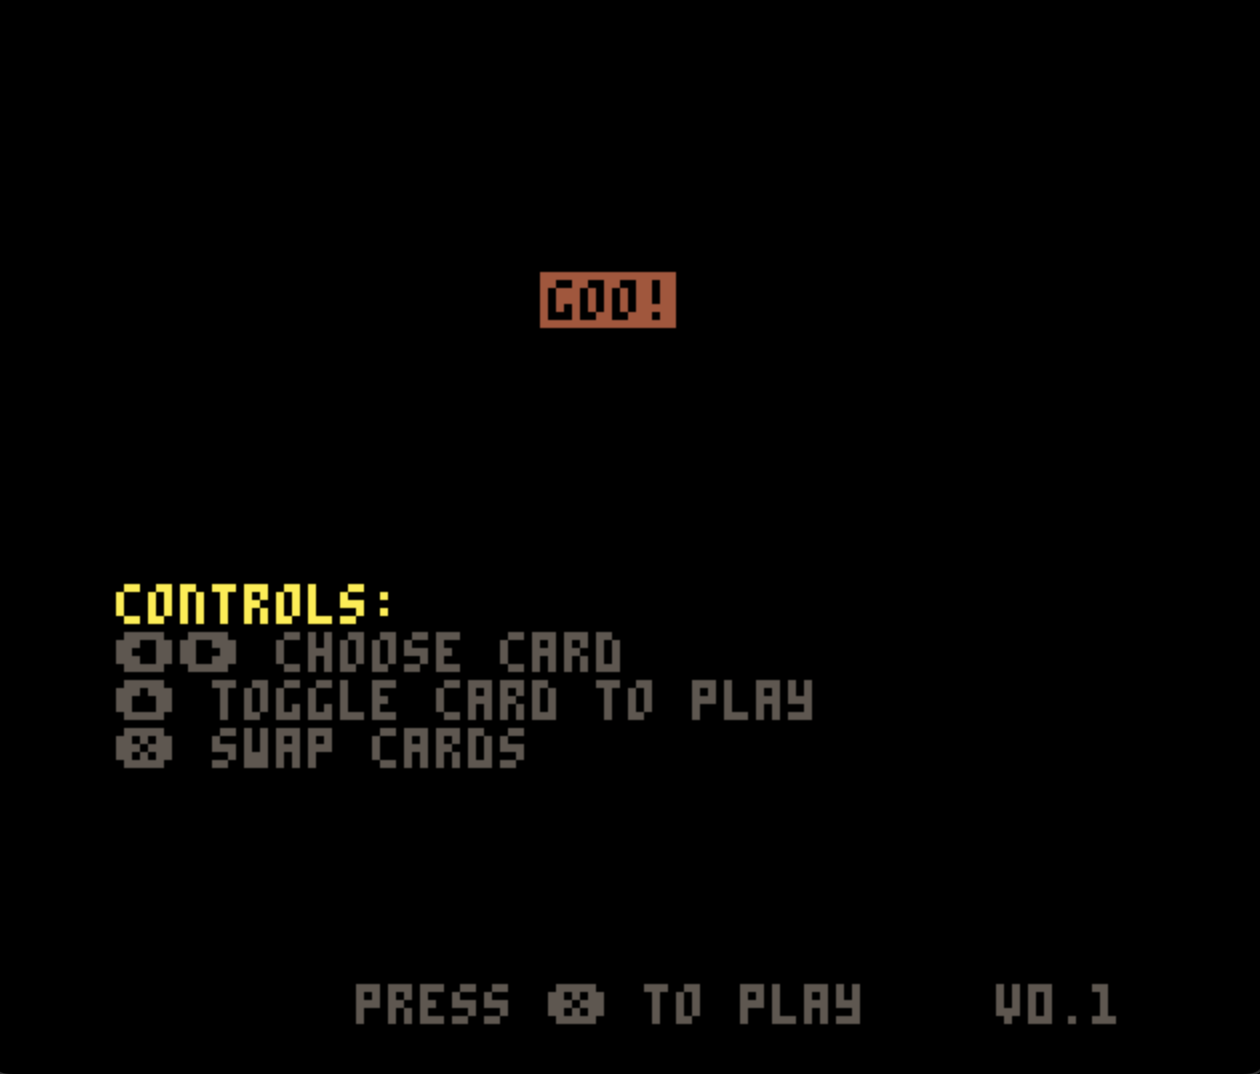 GOO!
CONTROLS:
⬅️➡️ CHOOSE CARD
⬆️ TOGGLE CARD TO PLAY
❎ SWAP CARDS
PRESS ❎ TO PLAY V0.1